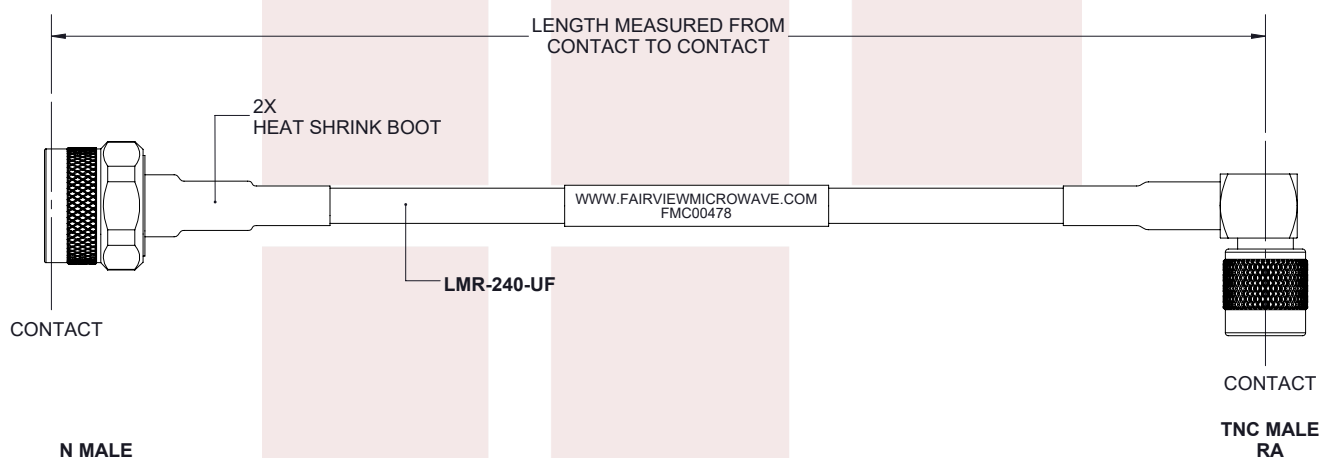 LENGTH MEASURED FROM
CONTACT TO CONTACT
2X
HEAT SHRINK BOOT
WWW.FAIRVIEWMICROWAVE.COM
FMC00478
LMR-240-UF
CONTACT
CONTACT
N MALE
TNC MALE
RA